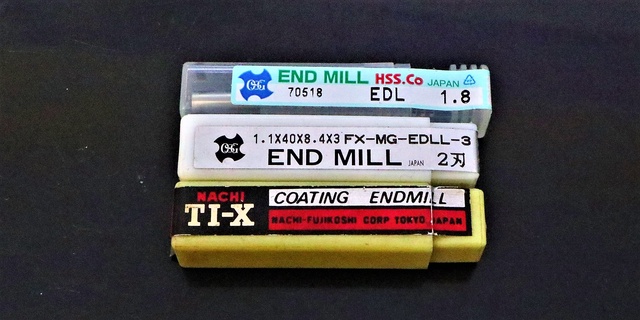 OSG END MILL HSS.Co JAPAN
70518 EDL 1.8
OSG 1.1X40X8.4X3 FX-MG-EDLL-3
END MILL JAPAN 2刃
NACHI COATING ENDMILL
TI-X NACHI-FUJIKOSHI CORP TOKYO JAPAN